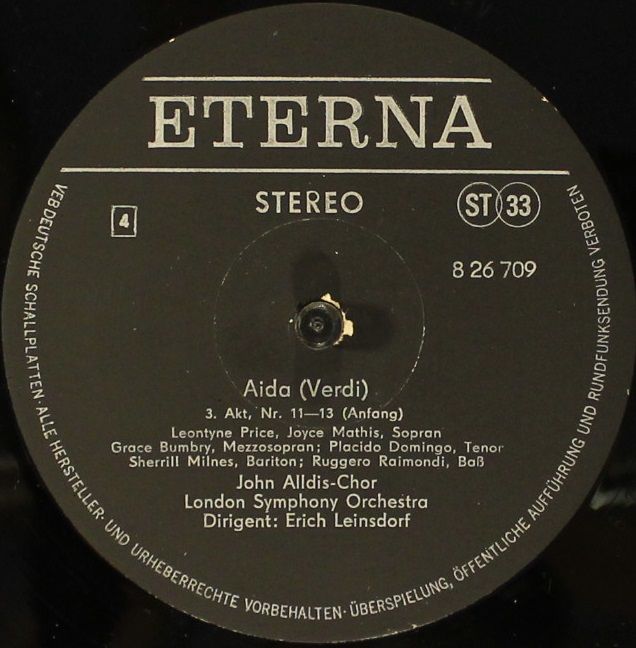 ETERNA
STEREO
ST 33
4
8 26 709
Aida (Verdi)
3. Akt, Nr. 11—13 (Anfang)
Leontyne Price, Joyce Mathis, Sopran
Grace Bumbry, Mezzosopran; Placido Domingo, Tenor
Sherrill Milnes, Bariton; Ruggero Raimondi, Baß
John Alldis-Chor
London Symphony Orchestra
Dirigent: Erich Leinsdorf
VEB DEUTSCHE SCHALLPLATTEN · ALLE HERSTELLER- UND URHEBERRECHTE VORBEHALTEN · ÜBERSPIELUNG, ÖFFENTLICHE AUFFÜHRUNG UND RUNDFUNKSENDUNG VERBOTEN